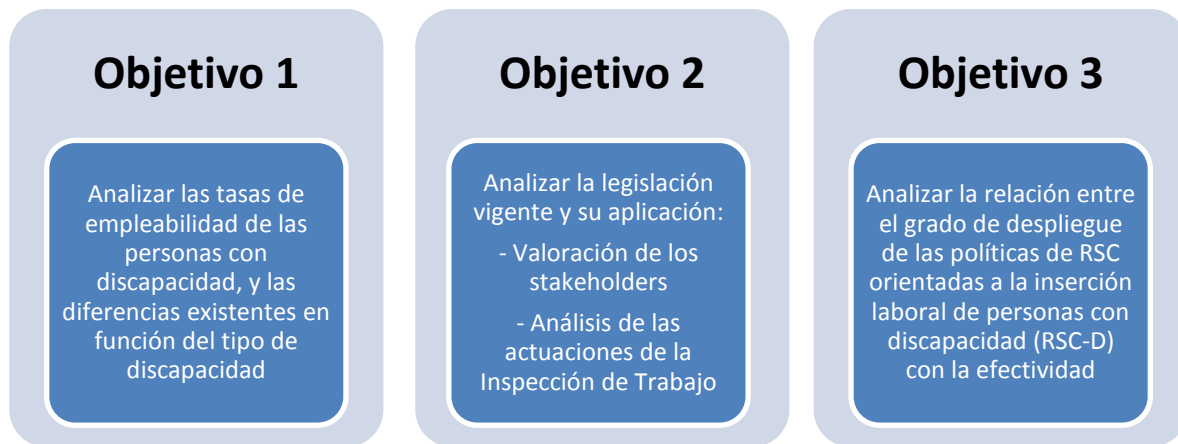 Objetivo 1
Analizar las tasas de
empleabilidad de las
personas con
discapacidad, y las
diferencias existentes en
función del tipo de
discapacidad
Objetivo 2
Analizar la legislación
vigente y su aplicación:
- Valoración de los
stakeholders
- Análisis de las
actuaciones de la
Inspección de Trabajo
Objetivo 3
Analizar la relación entre
el grado de despliegue
de las políticas de RSC
orientadas a la inserción
laboral de personas con
discapacidad (RSC-D)
con la efectividad